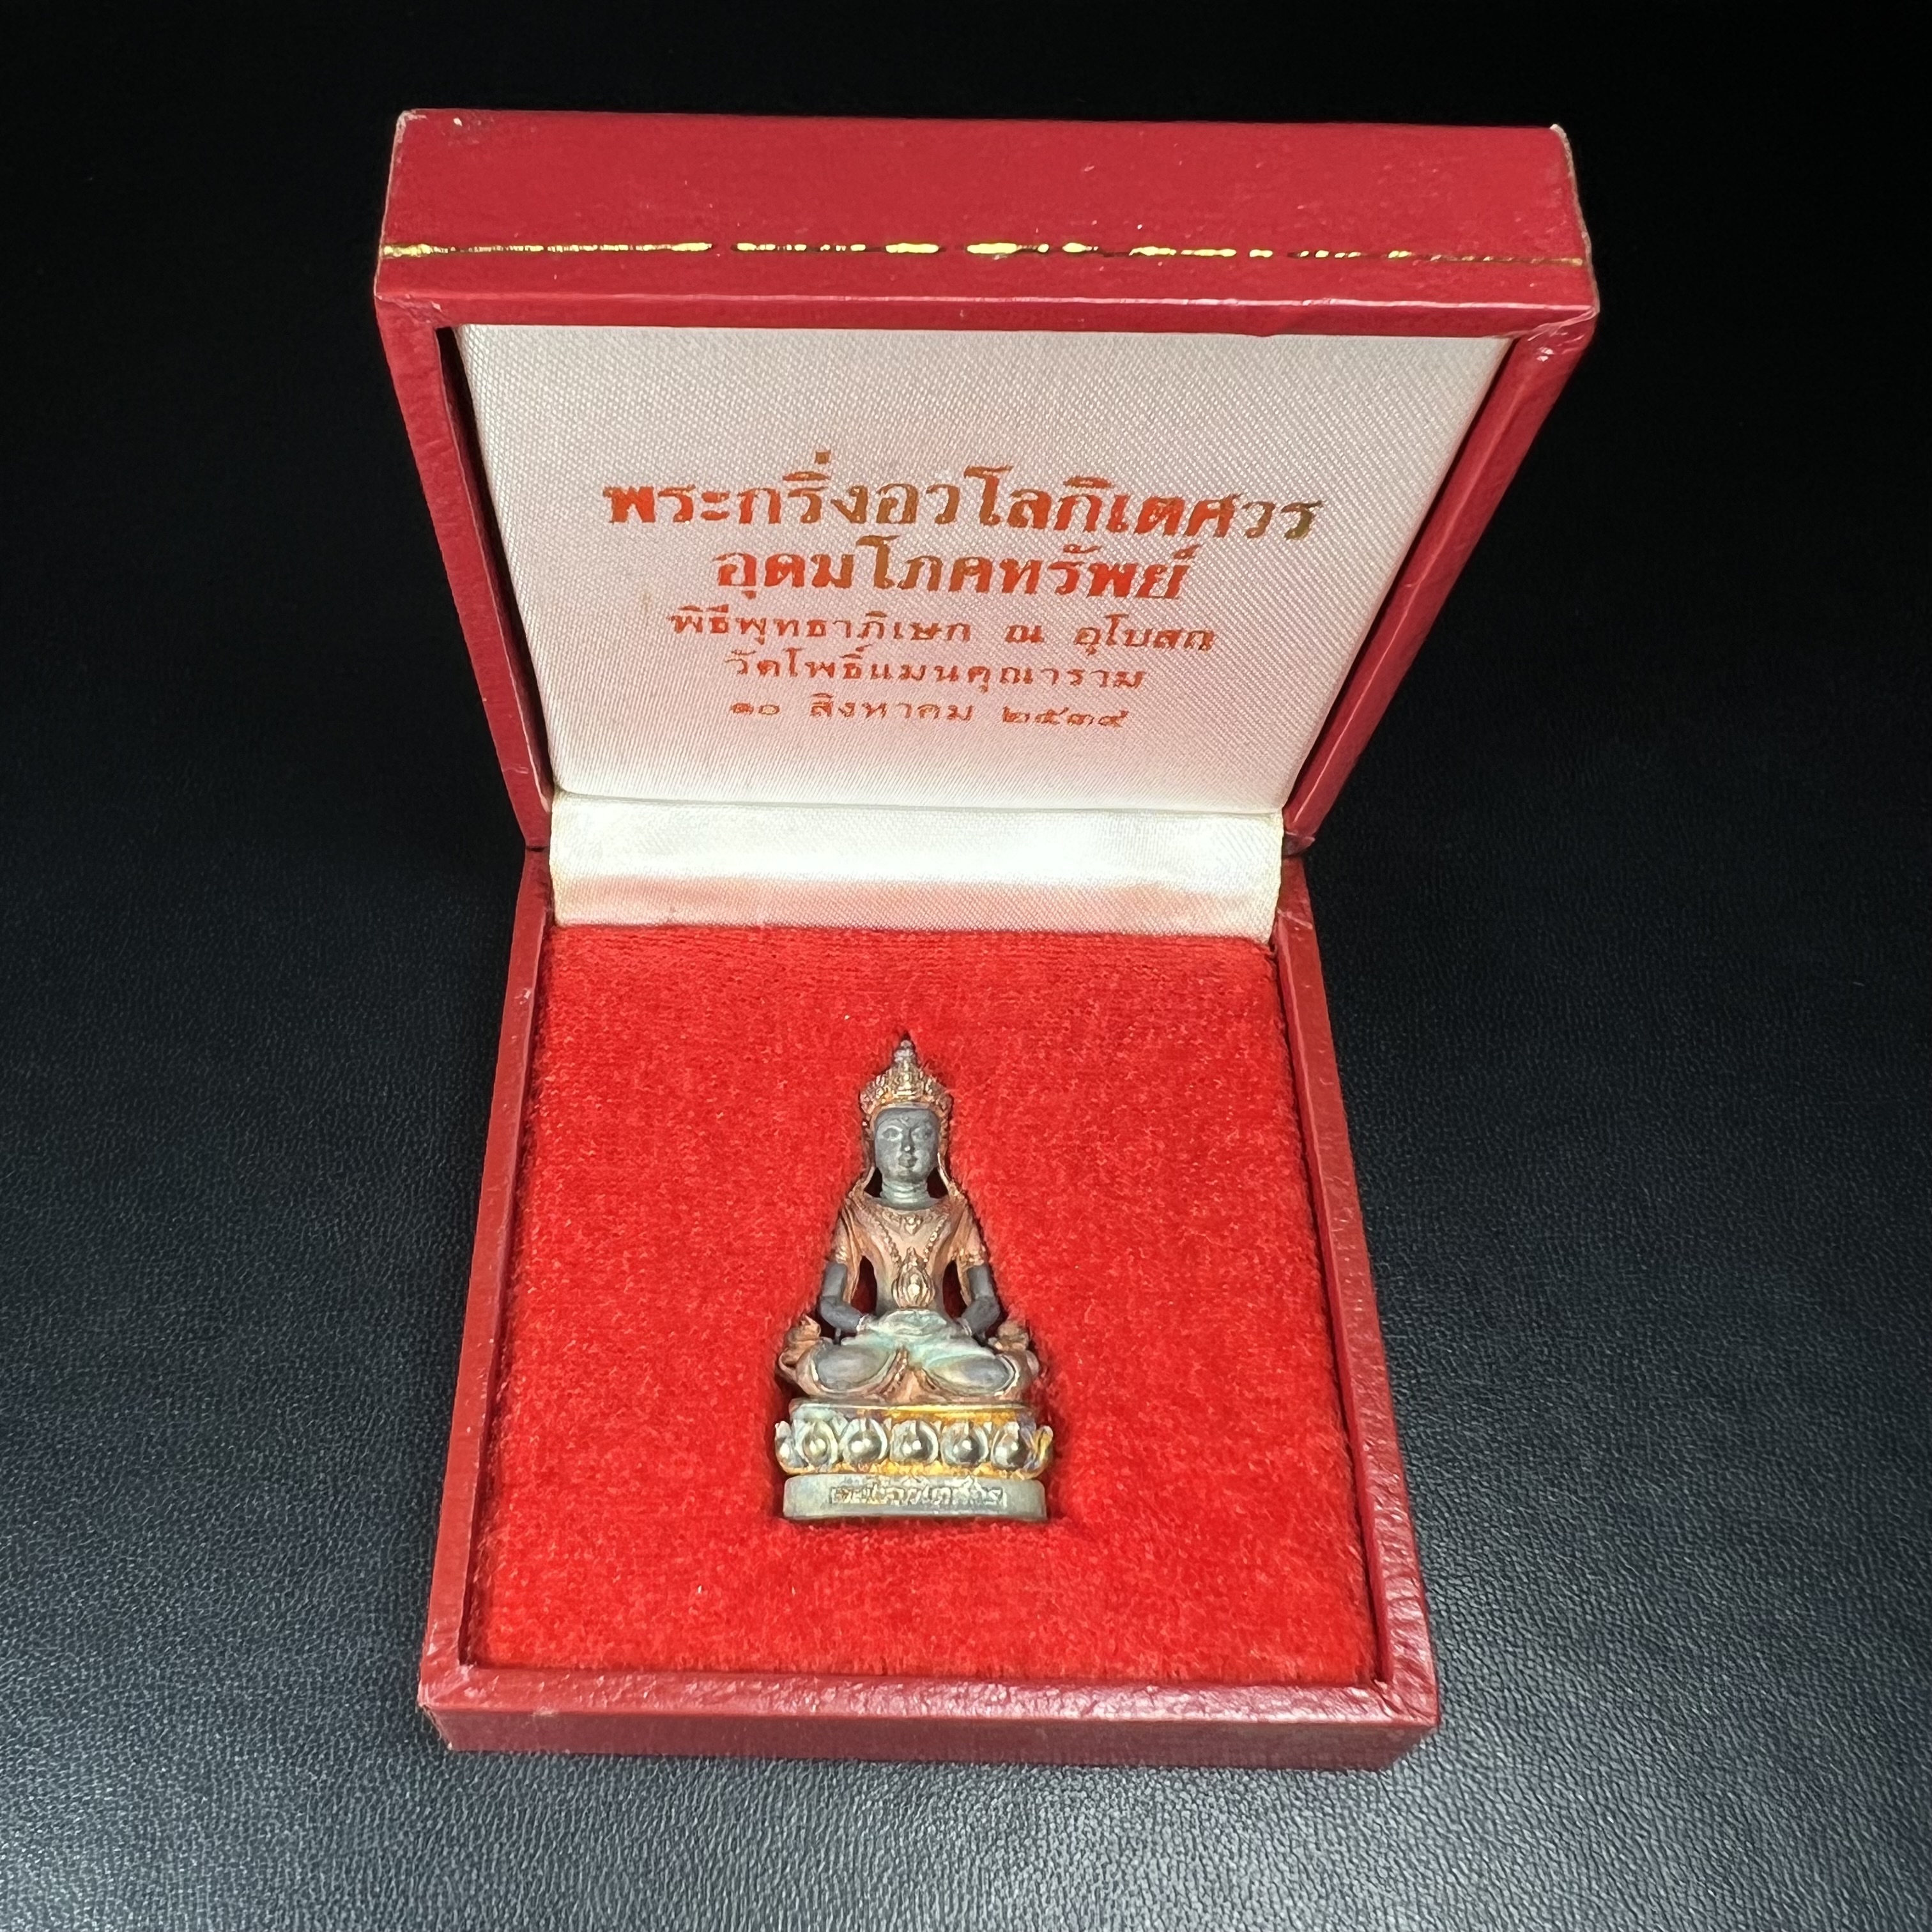 พระกริ่งอวโลกิเตศวร
อุดมโภคทรัพย์
พิธีพุทธาภิเษก ณ อุโบสถ
วัดโพธิ์แมนคุณาราม
๑๐ สิงหาคม ๒๕๓๙